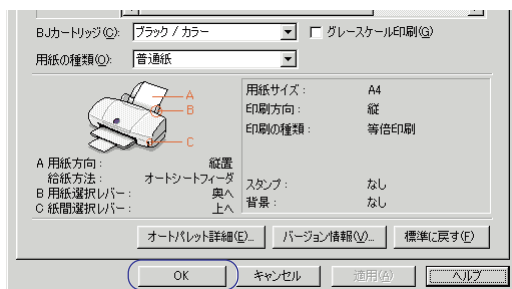 BJカートリッジ(C): ブラック / カラー グレースケール印刷(G)
用紙の種類(O): 普通紙
A
B
C
用紙サイズ : A4
印刷方向 : 縦
印刷の種類 : 等倍印刷
A 用紙方向 : 縦置
給紙方法 : オートシートフィーダ
B 用紙選択レバー : 奥へ
C 紙間選択レバー : 上へ
スタンプ : なし
背景 : なし
オートパレット詳細(E)... バージョン情報(V)... 標準に戻す(F)
OK キャンセル 適用(A) ヘルプ